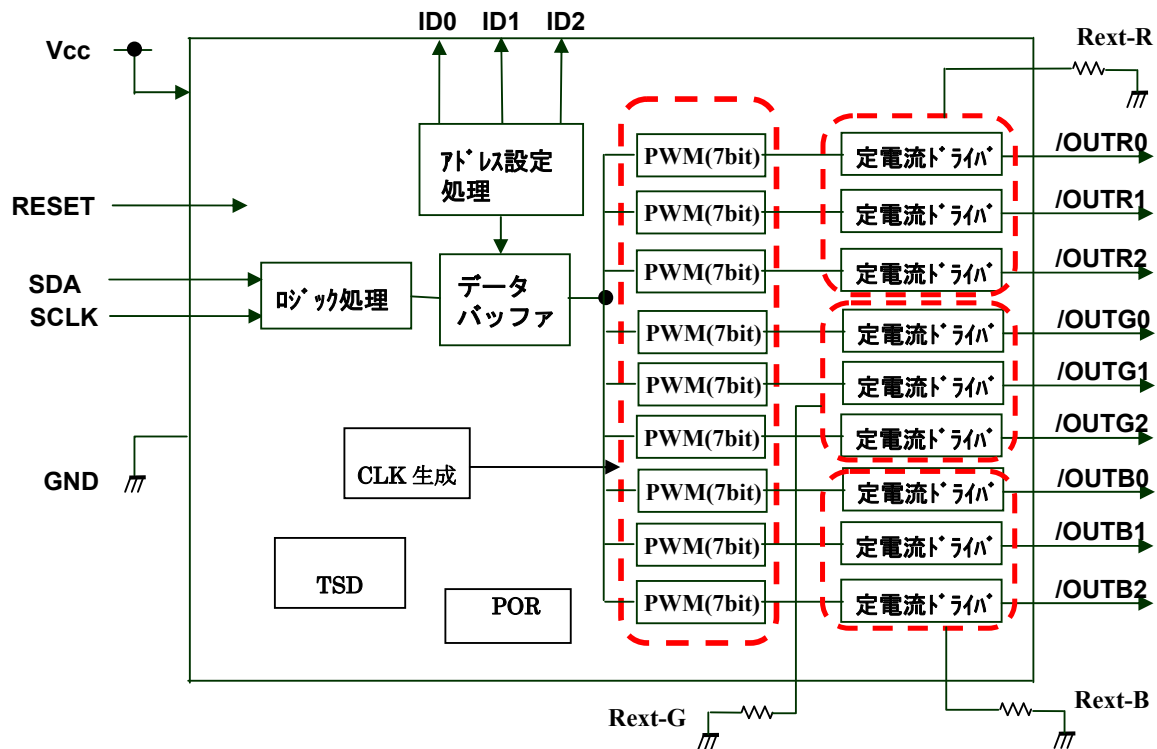 ID0 ID1 ID2
Vcc
Rext-R
ｱﾄﾞﾚｽ設定
処理
PWM(7bit)
定電流ﾄﾞﾗｲﾊﾞ
/OUTR0
RESET
PWM(7bit)
定電流ﾄﾞﾗｲﾊﾞ
/OUTR1
SDA
SCLK
ﾛｼﾞｯｸ処理
データ
バッファ
PWM(7bit)
定電流ﾄﾞﾗｲﾊﾞ
/OUTR2
PWM(7bit)
定電流ﾄﾞﾗｲﾊﾞ
/OUTG0
PWM(7bit)
定電流ﾄﾞﾗｲﾊﾞ
/OUTG1
PWM(7bit)
定電流ﾄﾞﾗｲﾊﾞ
/OUTG2
GND
CLK 生成
PWM(7bit)
定電流ﾄﾞﾗｲﾊﾞ
/OUTB0
PWM(7bit)
定電流ﾄﾞﾗｲﾊﾞ
/OUTB1
TSD
POR
PWM(7bit)
定電流ﾄﾞﾗｲﾊﾞ
/OUTB2
Rext-G
Rext-B